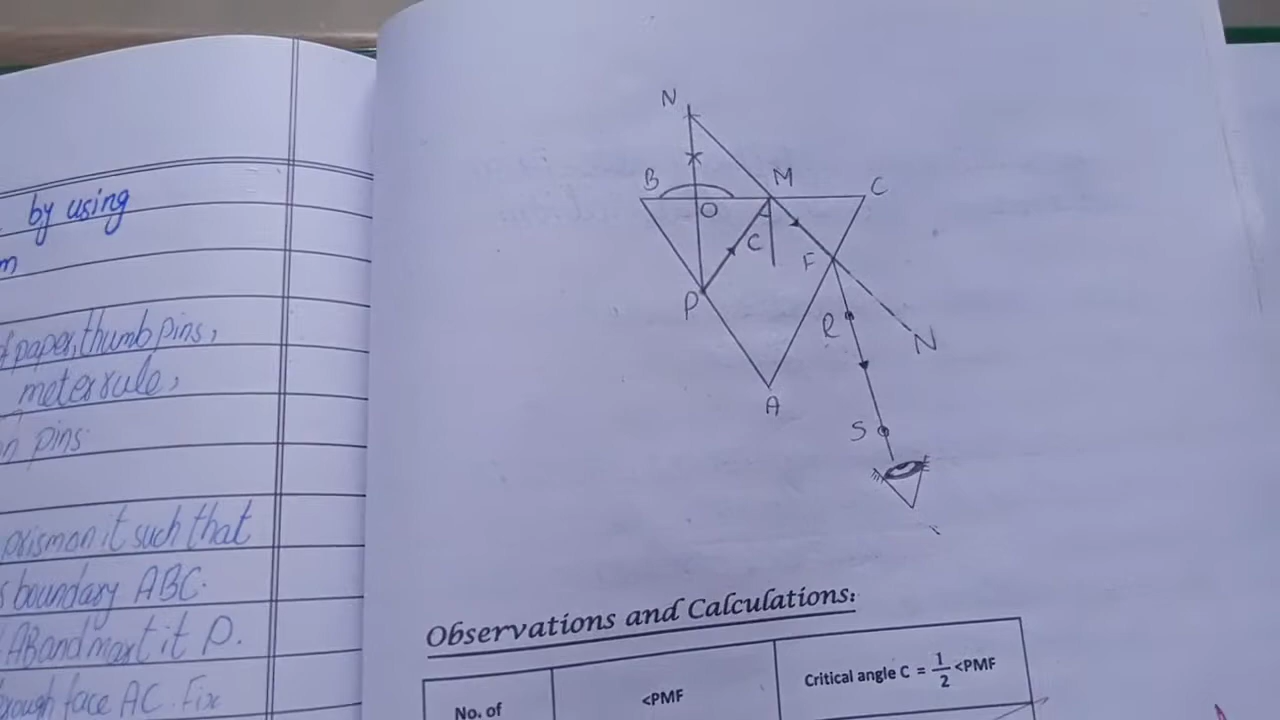 by using
m
paper, thumb pins,
meter rule,
pins
prism on it such that
boundary ABC.
AB and mark it P.
face AC. Fix
N
B
M
C
O
C
F
P
R
N
A
S
Observations and Calculations:
No. of
<PMF
Critical angle C = 1/2 <PMF